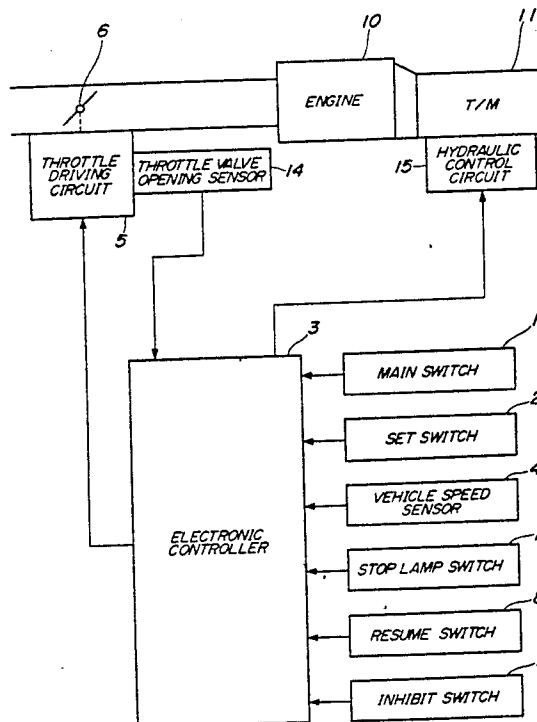 10
11
6
ENGINE
T/M
THROTTLE
DRIVING
CIRCUIT
THROTTLE VALVE
OPENING SENSOR
14
15
HYDRAULIC
CONTROL
CIRCUIT
5
3
1
MAIN SWITCH
2
SET SWITCH
4
VEHICLE SPEED
SENSOR
ELECTRONIC
CONTROLLER
STOP LAMP SWITCH
RESUME SWITCH
INHIBIT SWITCH